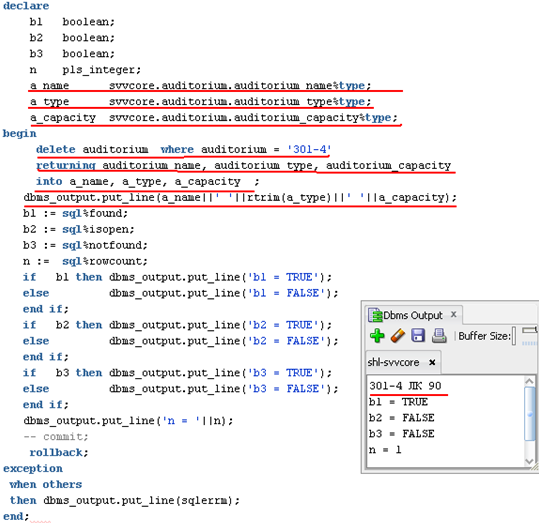 declare
b1 boolean;
b2 boolean;
b3 boolean;
n pls_integer;
a_name svvcore.auditorium.auditorium_name%type;
a_type svvcore.auditorium.auditorium_type%type;
a_capacity svvcore.auditorium.auditorium_capacity%type;
begin
delete auditorium where auditorium = '301-4'
returning auditorium_name, auditorium_type, auditorium_capacity
into a_name, a_type, a_capacity ;
dbms_output.put_line(a_name||' '||rtrim(a_type)||' '||a_capacity);
b1 := sql%found;
b2 := sql%isopen;
b3 := sql%notfound;
n := sql%rowcount;
if b1 then dbms_output.put_line('b1 = TRUE');
else dbms_output.put_line('b1 = FALSE');
end if;
if b2 then dbms_output.put_line('b2 = TRUE');
else dbms_output.put_line('b2 = FALSE');
end if;
if b3 then dbms_output.put_line('b3 = TRUE');
else dbms_output.put_line('b3 = FALSE');
end if;
dbms_output.put_line('n = '||n);
-- commit;
rollback;
exception
when others
then dbms_output.put_line(sqlerrm);
end;
Dbms Output x
Buffer Size:
shl-svvcore x
301-4 ЛК 90
b1 = TRUE
b2 = FALSE
b3 = FALSE
n = 1